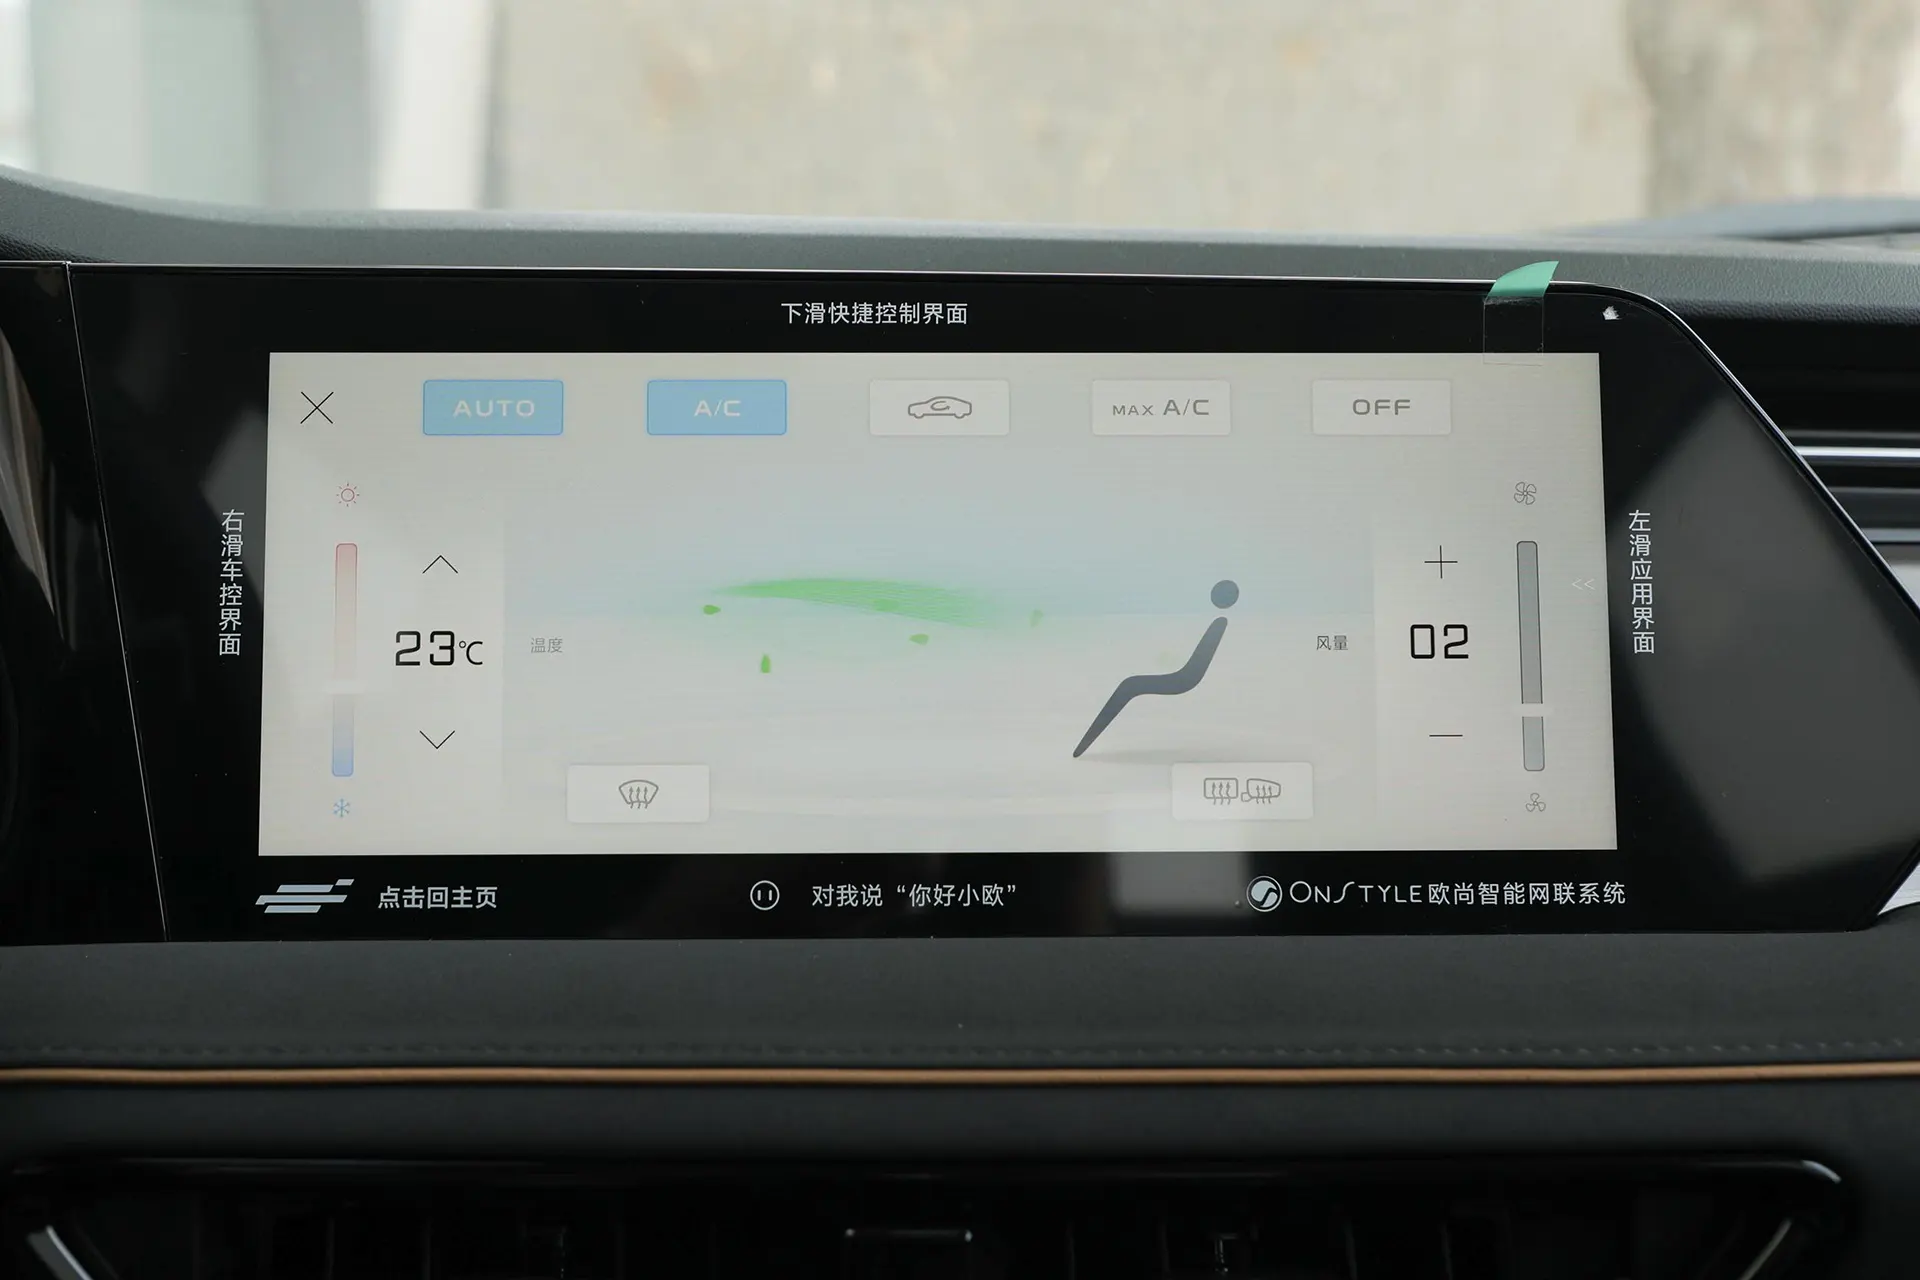 下滑快捷控制界面
AUTO
A/C
MAX A/C
OFF
右滑车控界面
23℃
温度
风量
02
<<
左滑应用界面
点击回主页
对我说“你好小欧”
ONSTYLE欧尚智能网联系统